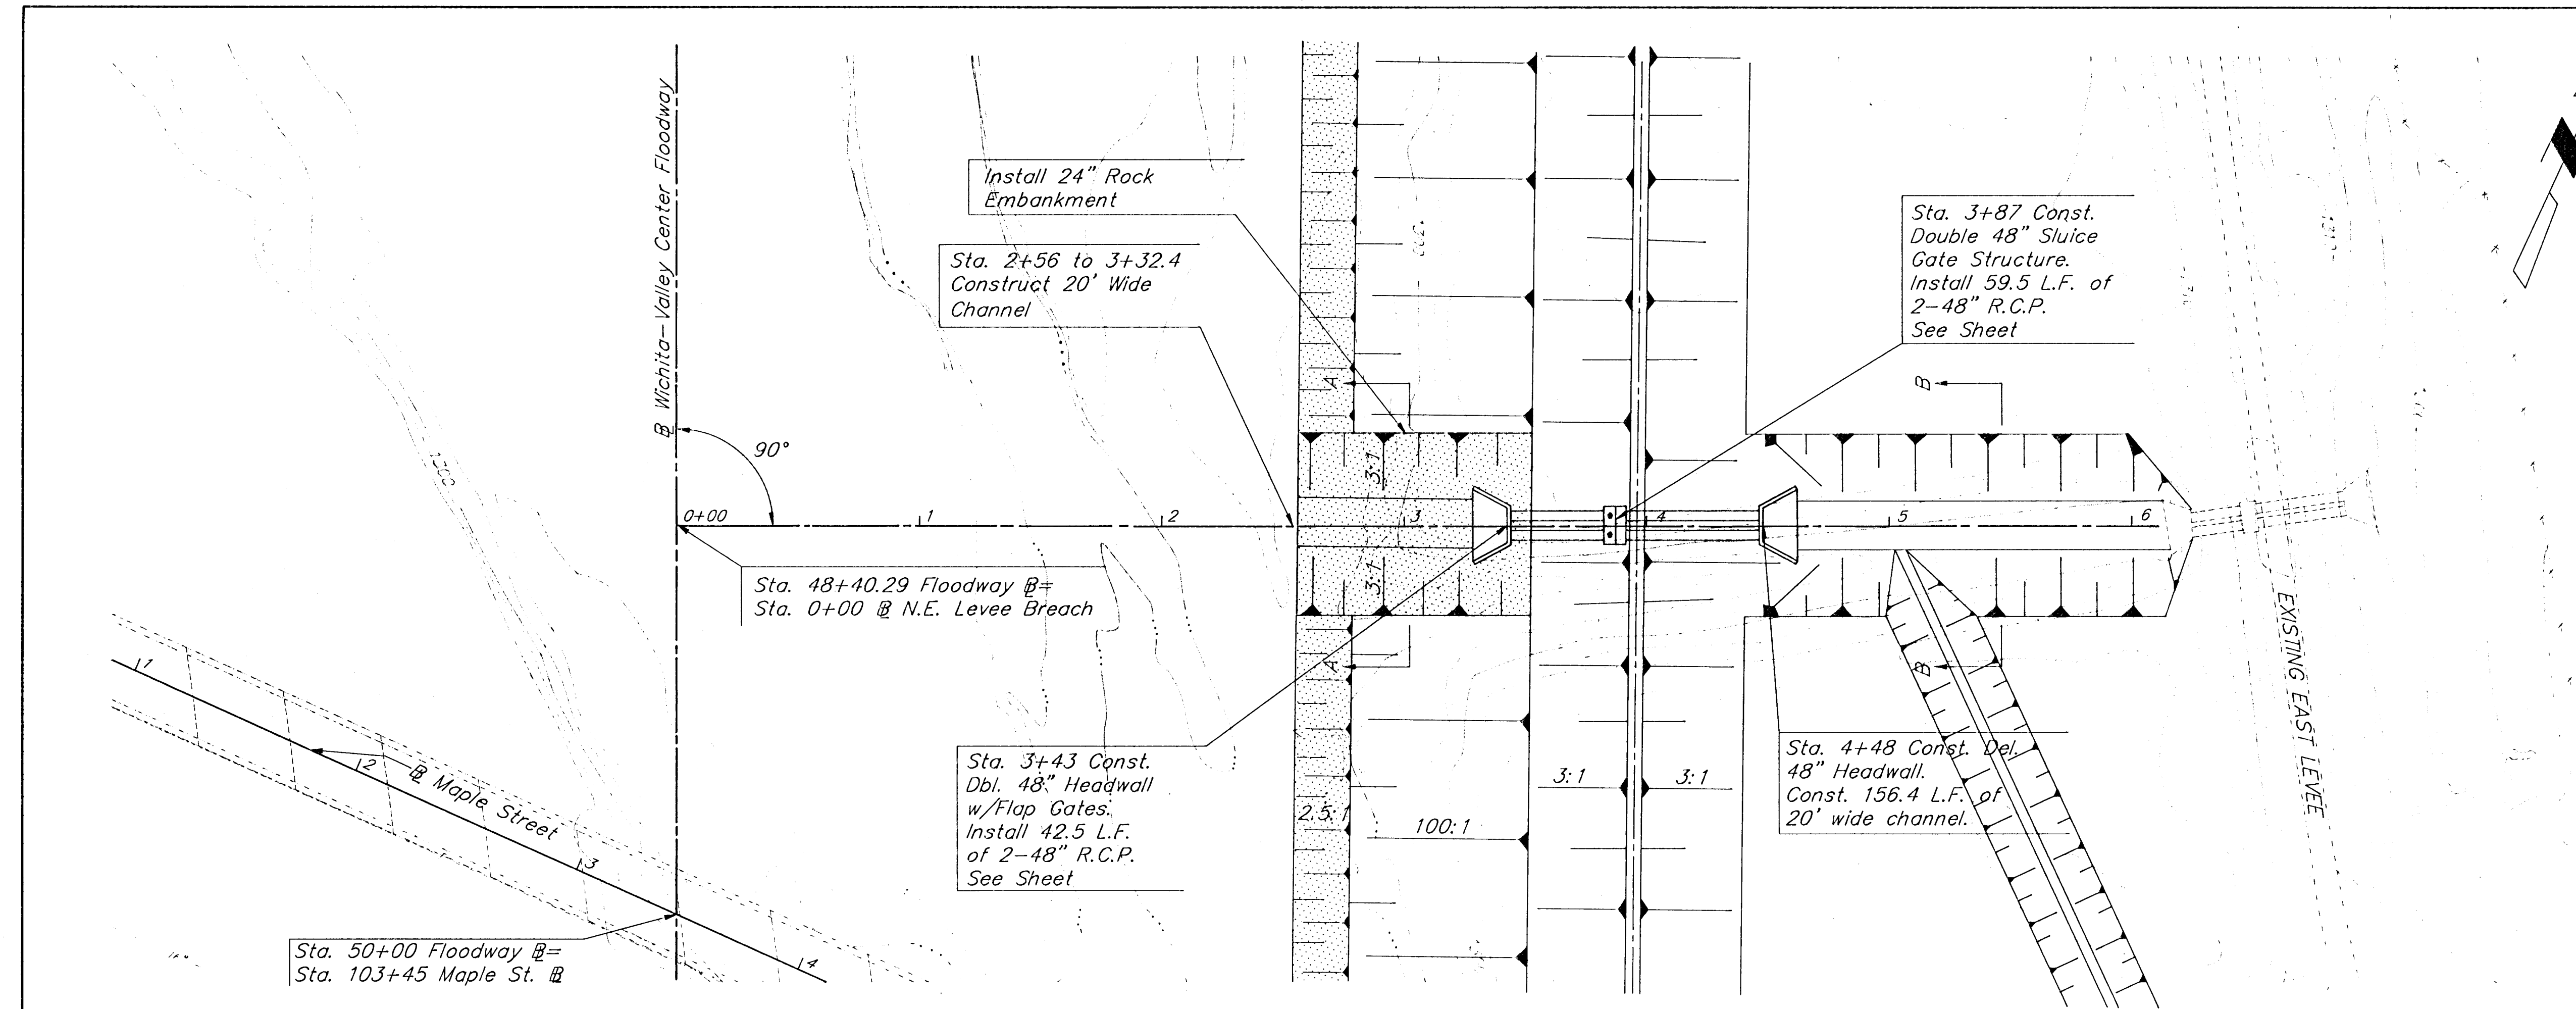 ℔ Wichita-Valley Center Floodway
Install 24" Rock
Embankment
Sta. 2+56 to 3+32.4
Construct 20' Wide
Channel
Sta. 3+87 Const.
Double 48" Sluice
Gate Structure.
Install 59.5 L.F. of
2-48" R.C.P.
See Sheet
90°
0+00
1
2
3
4
5
6
A
A
B
B
3:1
3:1
Sta. 48+40.29 Floodway ℔=
Sta. 0+00 ℔ N.E. Levee Breach
1300
1
2
3
4
℔ Maple Street
Sta. 50+00 Floodway ℔=
Sta. 103+45 Maple St. ℔
Sta. 3+43 Const.
Dbl. 48" Headwall
w/Flap Gates.
Install 42.5 L.F.
of 2-48" R.C.P.
See Sheet
2.5:1
100:1
3:1
3:1
Sta. 4+48 Const. Del.
48" Headwall.
Const. 156.4 L.F. of
20' wide channel.
EXISTING EAST LEVEE